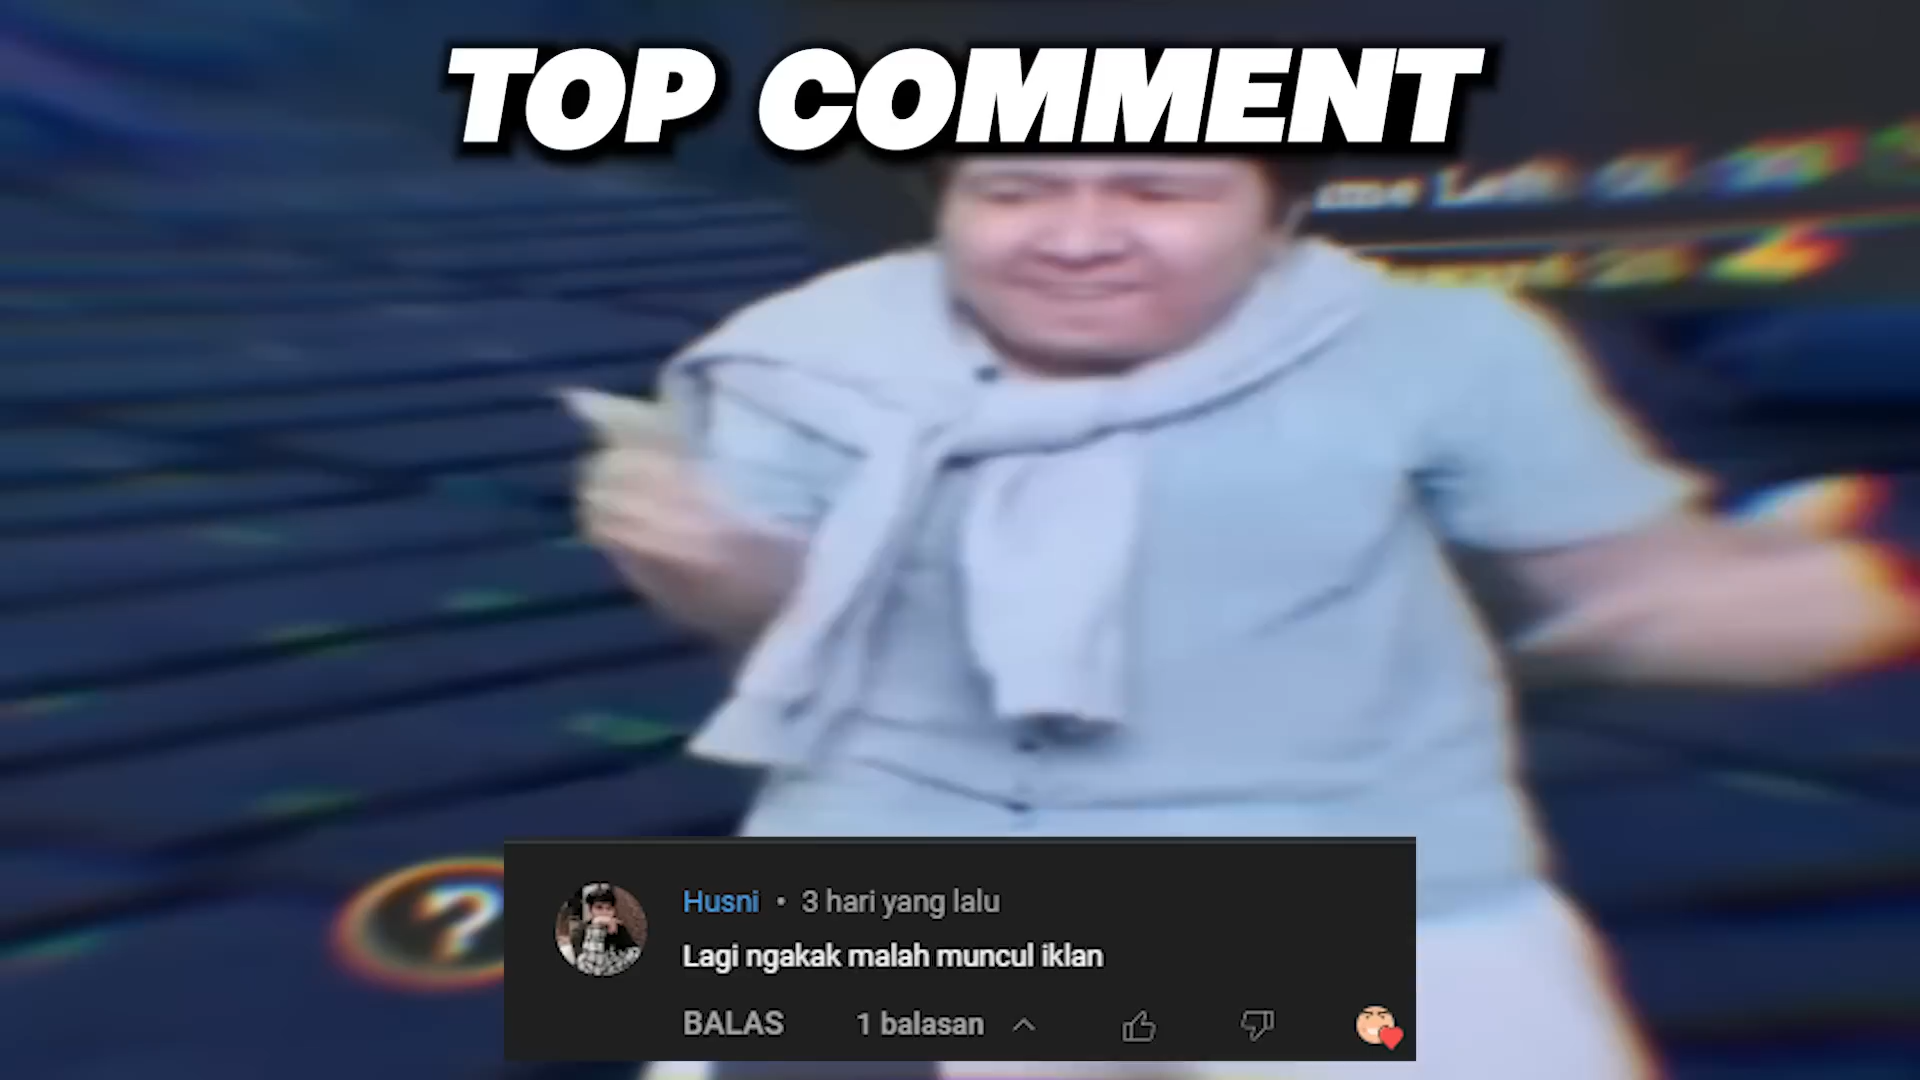 TOP COMMENT
?
Husni • 3 hari yang lalu
Lagi ngakak malah muncul iklan
BALAS 1 balasan